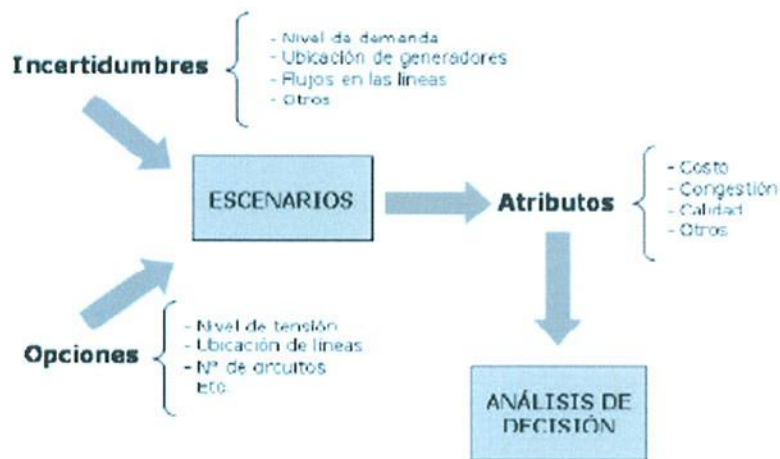 Incertidumbres
- Nivel de demanda
- Ubicación de generadores
- Flujos en las líneas
- Otros
ESCENARIOS
Atributos
- Costo
- Congestión
- Calidad
- Otros
Opciones
- Nivel de tensión
- Ubicación de líneas
- Nº de circuitos
Etc
ANÁLISIS DE
DECISIÓN